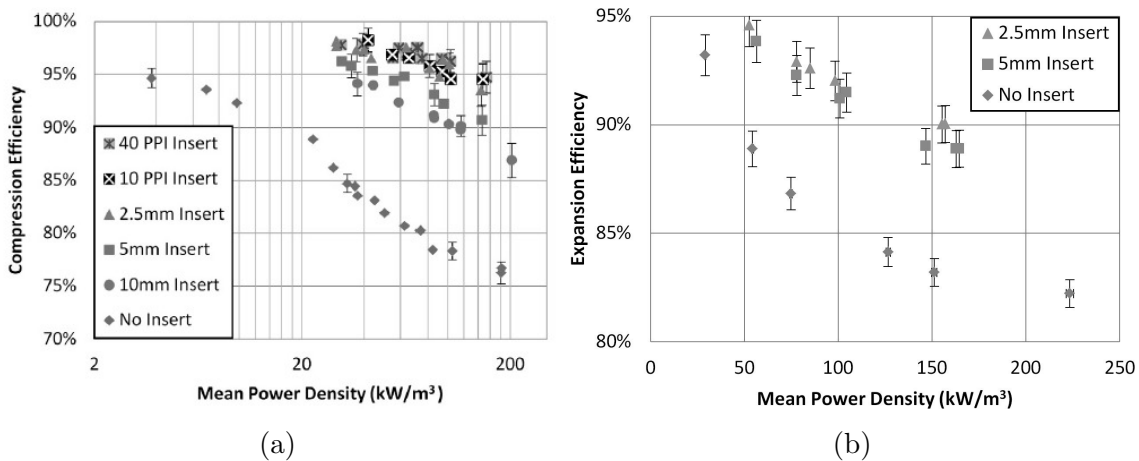 100%
95%
90%
85%
80%
75%
70%
Compression Efficiency
40 PPI Insert
10 PPI Insert
2.5mm Insert
5mm Insert
10mm Insert
No Insert
2
20
200
Mean Power Density (kW/m³)
(a)
95%
90%
85%
80%
Expansion Efficiency
2.5mm Insert
5mm Insert
No Insert
0
50
100
150
200
250
Mean Power Density (kW/m³)
(b)